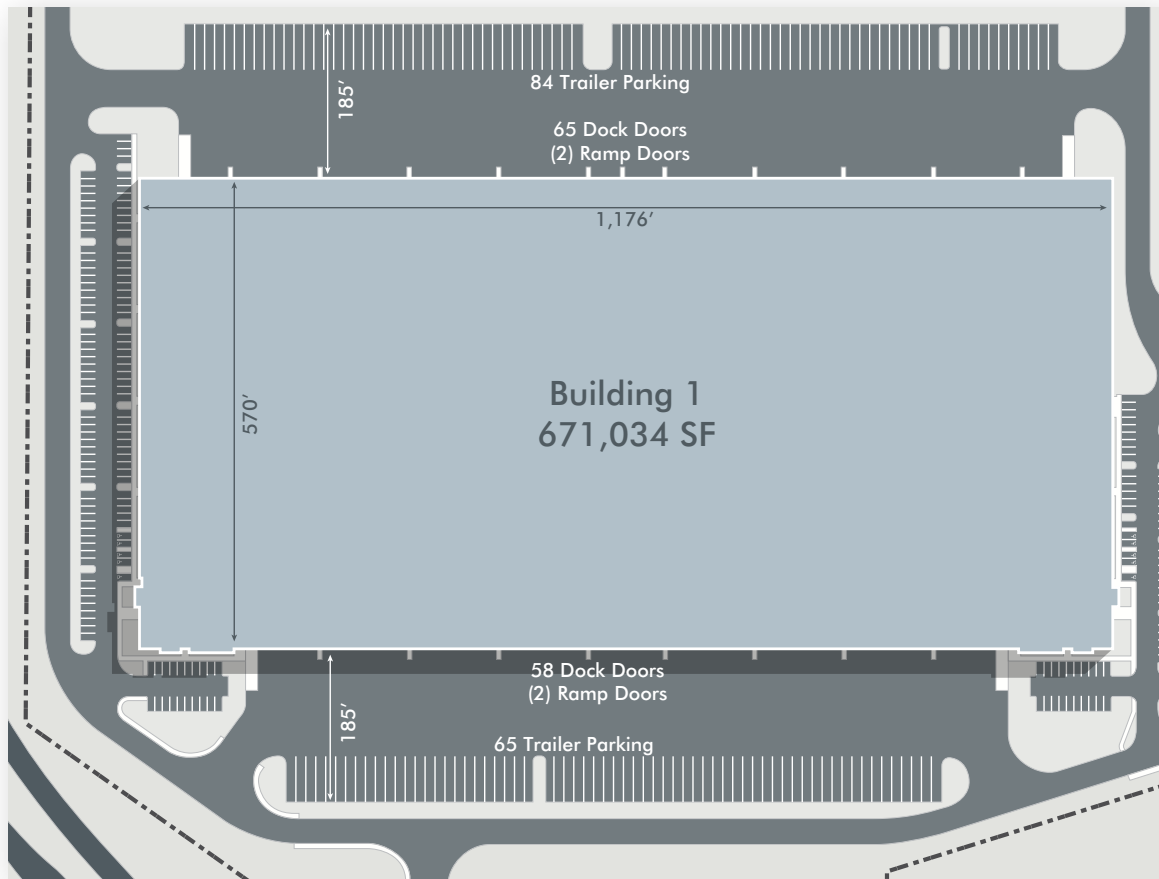 84 Trailer Parking
185’
65 Dock Doors
(2) Ramp Doors
1,176’
570’
Building 1
671,034 SF
58 Dock Doors
(2) Ramp Doors
185’
65 Trailer Parking